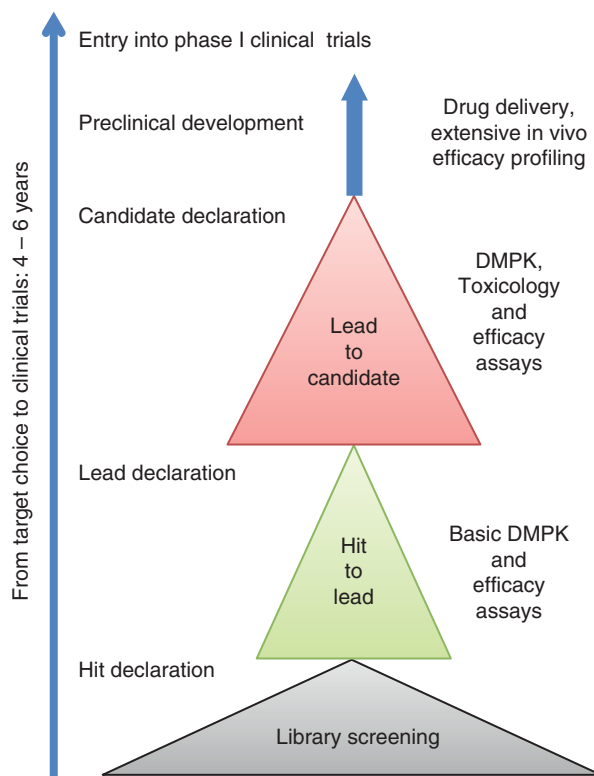 Entry into phase I clinical trials
Preclinical development
Drug delivery,
extensive in vivo
efficacy profiling
Candidate declaration
DMPK,
Toxicology
and
efficacy
assays
Lead
to
candidate
From target choice to clinical trials: 4 – 6 years
Lead declaration
Basic DMPK
and
efficacy
assays
Hit
to
lead
Hit declaration
Library screening